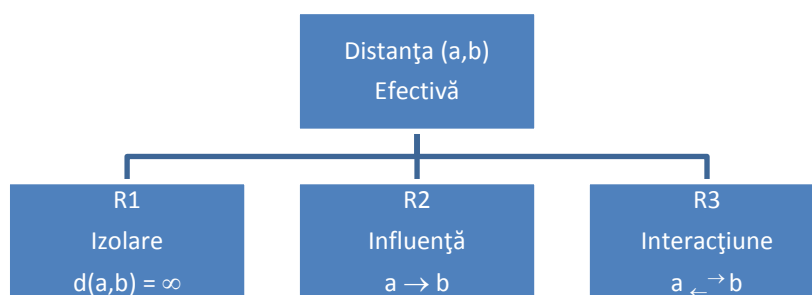 Distanţa (a,b)
Efectivă
R1
Izolare
d(a,b) = ∞
R2
Influenţă
a → b
R3
Interacţiune
a ←→ b